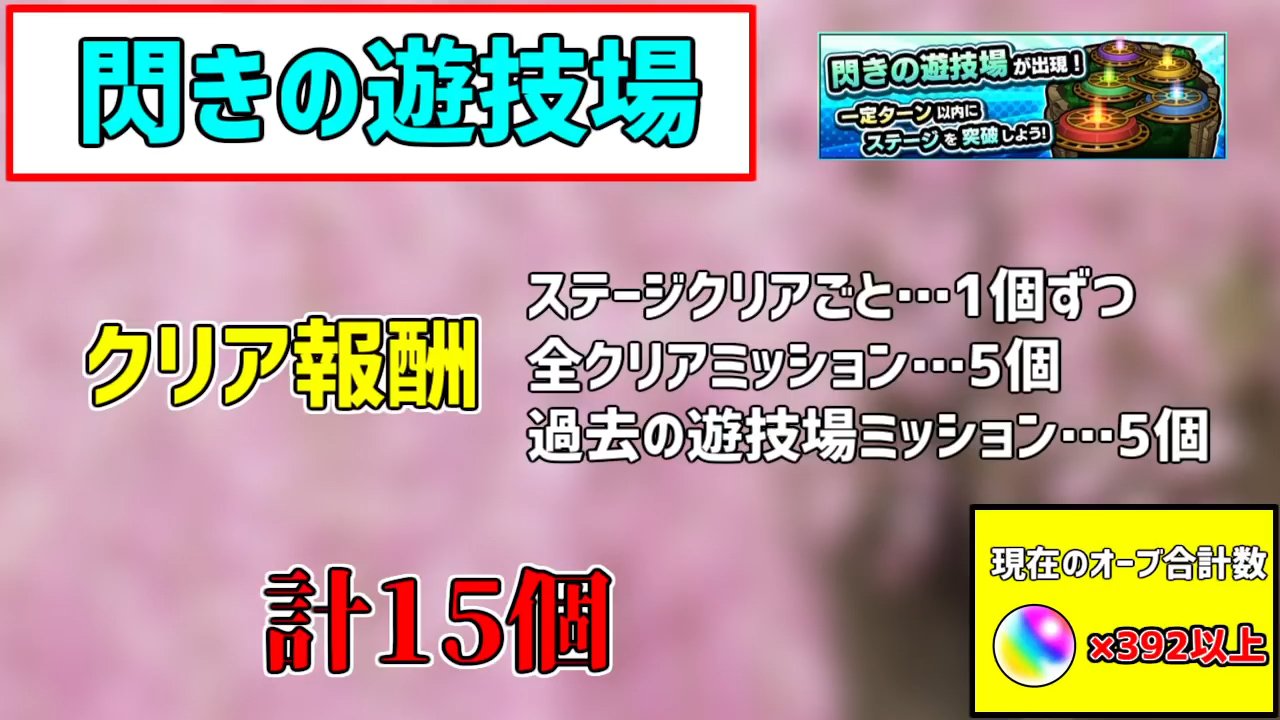 閃きの遊技場
閃きの遊技場が出現！
一定ターン以内に
ステージを突破しよう!
ステージクリアごと…1個ずつ
クリア報酬
全クリアミッション…5個
過去の遊技場ミッション…5個
計15個
現在のオーブ合計数
×392以上